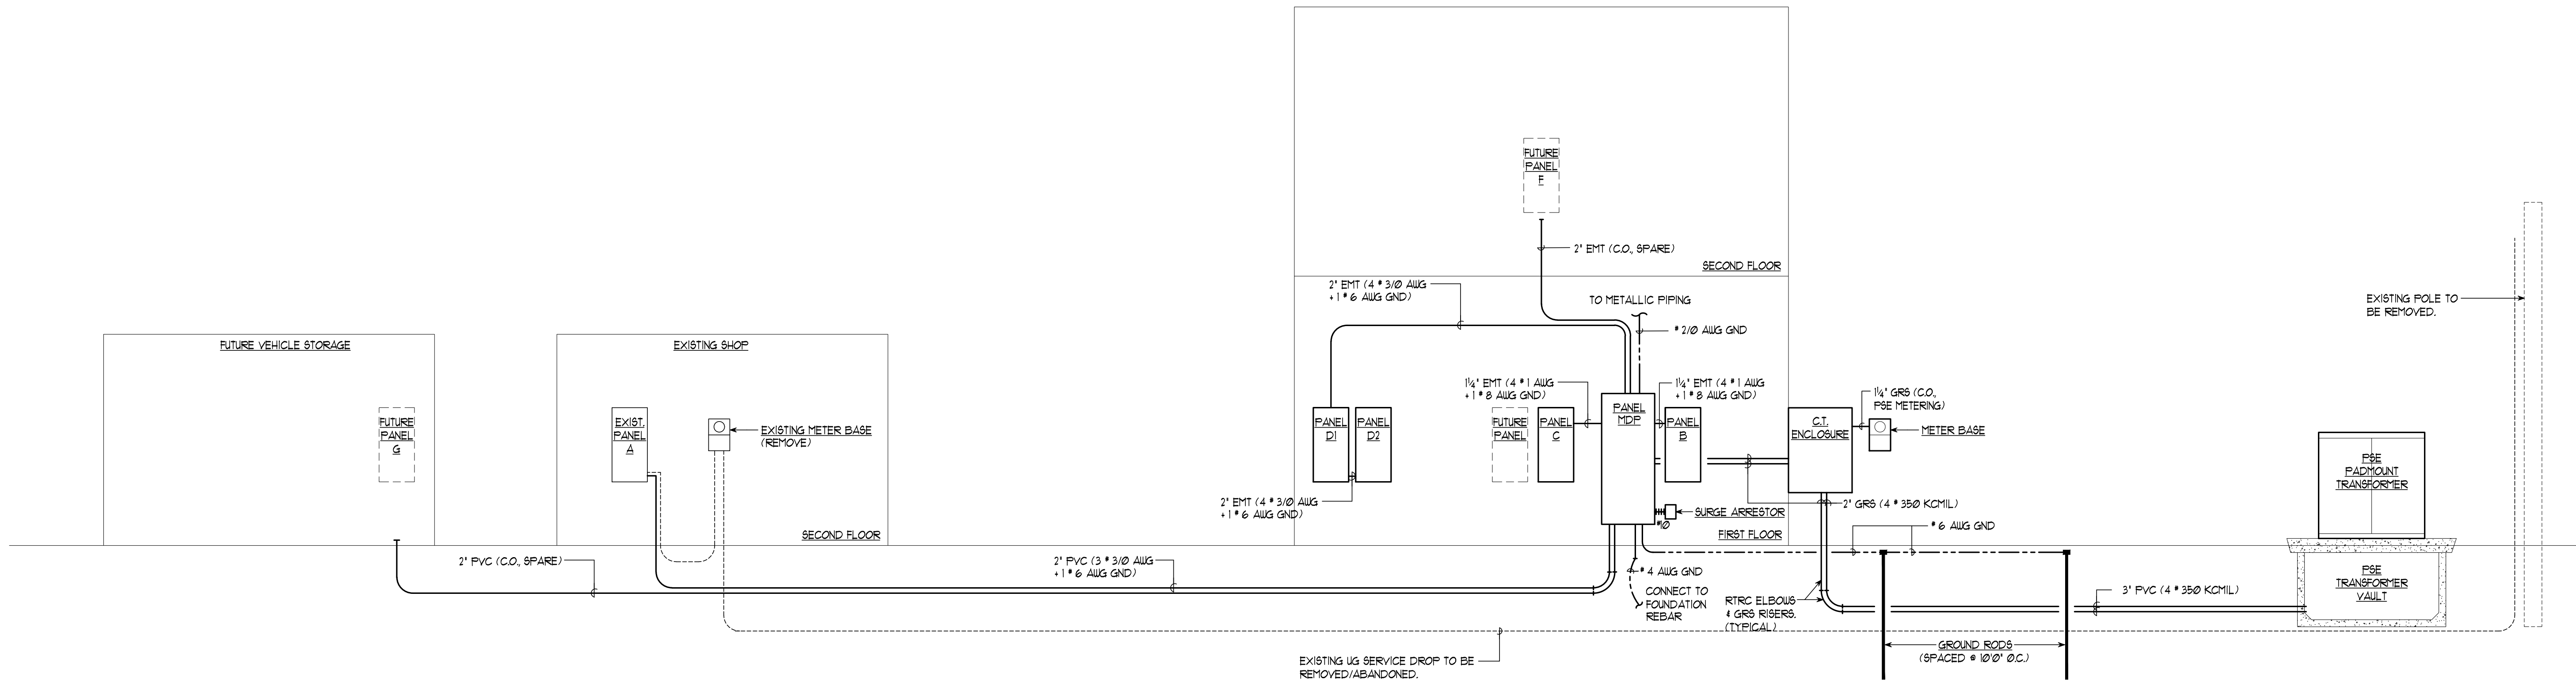 FUTURE
PANEL
F
2" EMT (C.O., SPARE)
SECOND FLOOR
2" EMT (4 # 3/0 AWG
+ 1 # 6 AWG GND)
TO METALLIC PIPING
# 2/0 AWG GND
EXISTING POLE TO
BE REMOVED.
FUTURE VEHICLE STORAGE
EXISTING SHOP
1¼" EMT (4 # 1 AWG
+ 1 # 8 AWG GND)
1¼" EMT (4 # 1 AWG
+ 1 # 8 AWG GND)
1¼" GRS (C.O.,
PSE METERING)
FUTURE
PANEL
G
EXIST.
PANEL
A
EXISTING METER BASE
(REMOVE)
PANEL
D1
PANEL
D2
FUTURE
PANEL
PANEL
C
PANEL
MDP
PANEL
B
C.T.
ENCLOSURE
METER BASE
PSE
PADMOUNT
TRANSFORMER
2" EMT (4 # 3/0 AWG
+ 1 # 6 AWG GND)
2" GRS (4 # 350 KCMIL)
SURGE ARRESTOR
#10
# 6 AWG GND
SECOND FLOOR
FIRST FLOOR
2" PVC (C.O., SPARE)
2" PVC (3 # 3/0 AWG
+ 1 # 6 AWG GND)
# 4 AWG GND
CONNECT TO
FOUNDATION
REBAR
RTRC ELBOWS
& GRS RISERS.
(TYPICAL)
3" PVC (4 # 350 KCMIL)
PSE
TRANSFORMER
VAULT
GROUND RODS
(SPACED @ 10'0" O.C.)
EXISTING UG SERVICE DROP TO BE
REMOVED/ABANDONED.